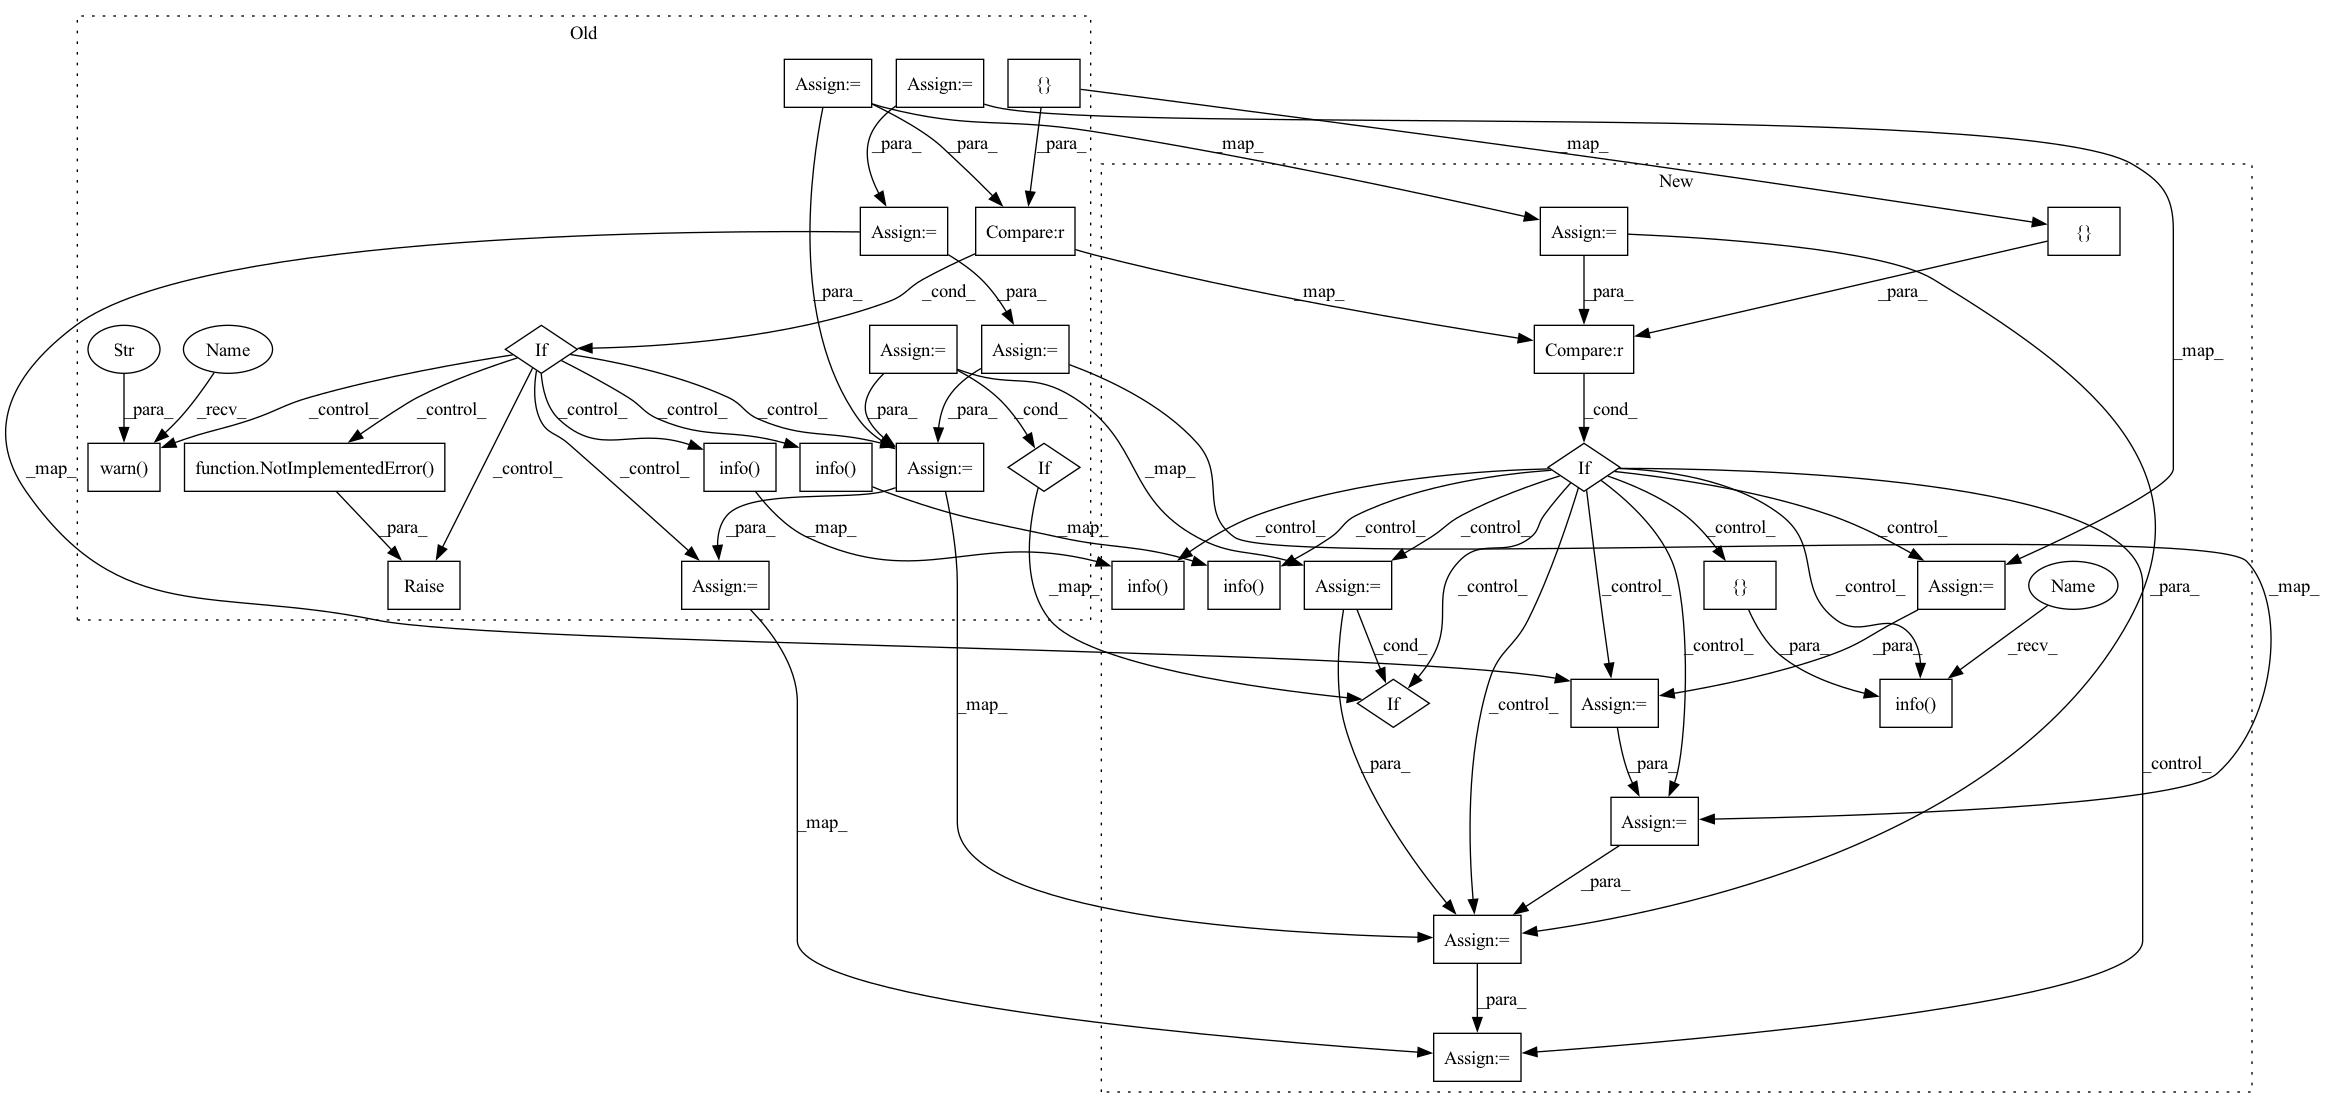 Old
Assign:=
Assign:=
{}
_para_
_para_
_para_
_map_
_map_
New
Assign:=
Compare:r
Assign:=
{}
_para_
_cond_
_para_
_map_
_para_
_para_
_map_
Str
Name
If
Assign:=
Assign:=
Compare:r
_para_
_recv_
_control_
_control_
_control_
_control_
_control_
_para_
_para_
_cond_
_cond_
_map_
warn()
function.NotImplementedError()
_control_
_control_
info()
info()
Assign:=
If
_map_
If
_para_
_para_
_map_
_map_
_control_
_control_
_control_
_control_
_control_
Raise
Assign:=
info()
info()
Assign:=
{}
Assign:=
Name
_map_
_control_
_control_
_control_
_para_
_map_
_cond_
_control_
_para_
_para_
_recv_
_map_
_control_
If
Assign:=
info()
_para_
_para_
_control_
_map_
Assign:=
_para_
Assign:=
_para_
Assign:=